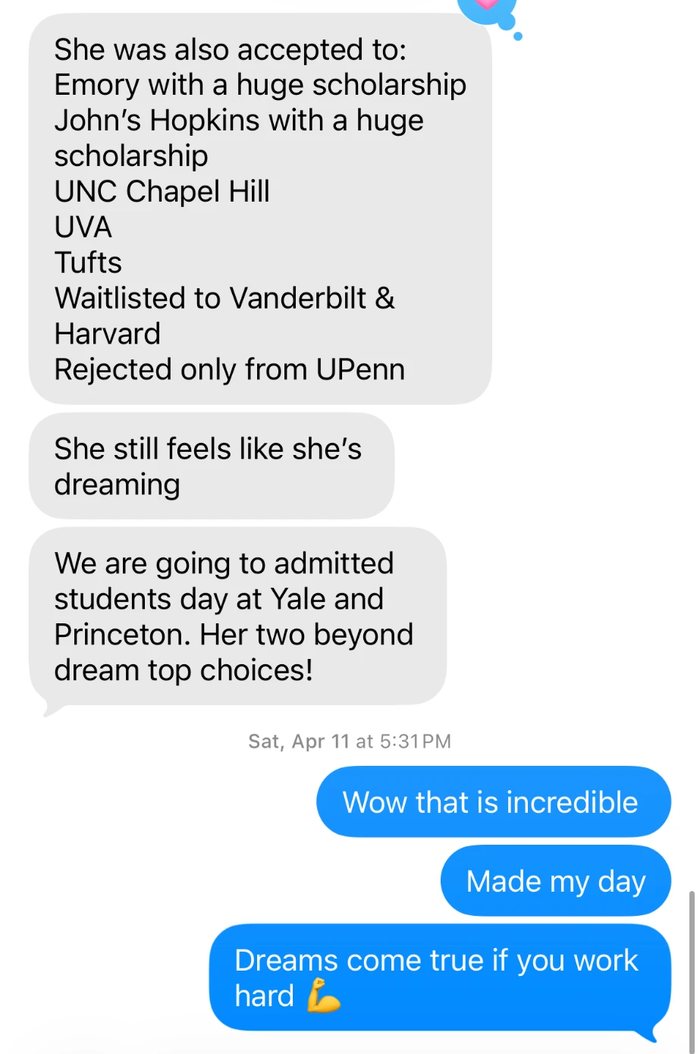 She was also accepted to:
Emory with a huge scholarship
John’s Hopkins with a huge
scholarship
UNC Chapel Hill
UVA
Tufts
Waitlisted to Vanderbilt &
Harvard
Rejected only from UPenn
She still feels like she’s
dreaming
We are going to admitted
students day at Yale and
Princeton. Her two beyond
dream top choices!
Sat, Apr 11 at 5:31 PM
Wow that is incredible
Made my day
Dreams come true if you work
hard 💪